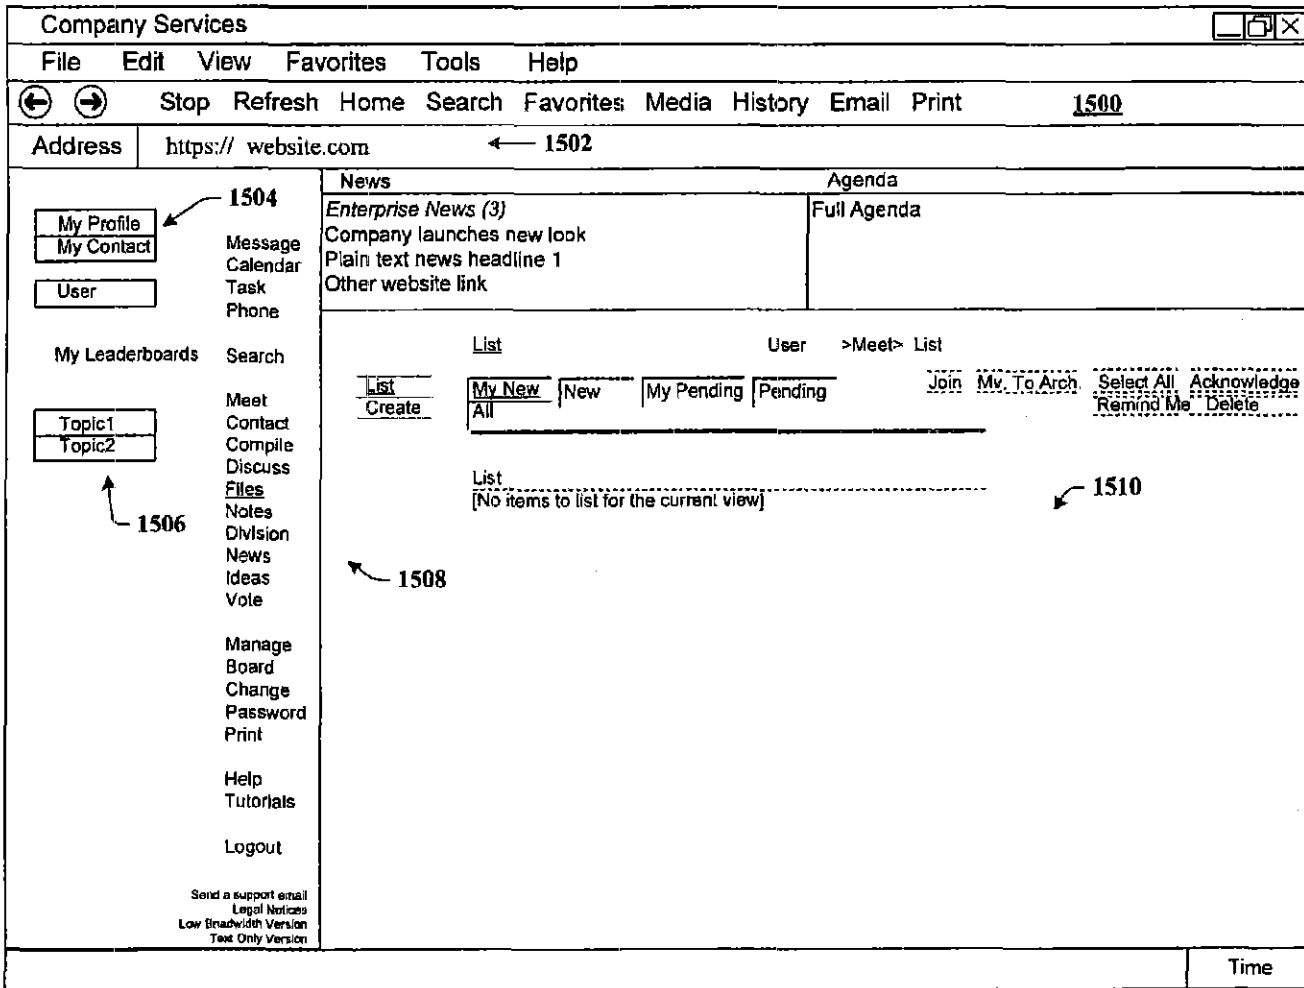 Company Services
File Edit View Favorites Tools Help
Stop Refresh Home Search Favorites Media History Email Print 1500
Address https:// website.com 1502
1504
My Profile
My Contact
User
My Leaderboards
Topic1
Topic2
1506
Message
Calendar
Task
Phone
Search
Meet
Contact
Compile
Discuss
Files
Notes
Division
News
Ideas
Vote
Manage
Board
Change
Password
Print
Help
Tutorials
Logout
Send a support email
Legal Notices
Low Bnadwidth Version
Text Only Version
News Agenda
Enterprise News (3) Full Agenda
Company launches new look
Plain text news headline 1
Other website link
List User >Meet> List
List
Create
My New New My Pending Pending
All
Join Mv. To Arch. Select All Acknowledge
Remind Me Delete
List
[No items to list for the current view]
1510
1508
Time